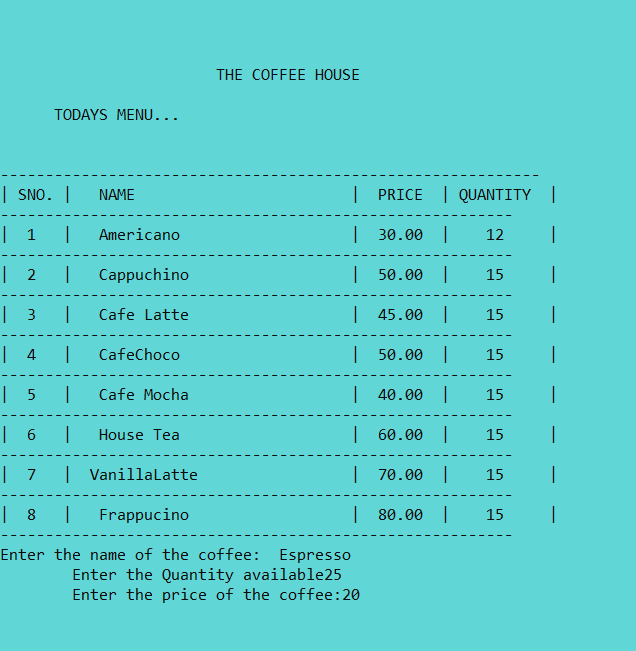 THE COFFEE HOUSE
TODAYS MENU...
------------------------------------------------------------
| SNO. |   NAME                        |  PRICE  | QUANTITY  |
---------------------------------------------------------
|  1   |   Americano                   |  30.00  |    12     |
---------------------------------------------------------
|  2   |   Cappuchino                  |  50.00  |    15     |
---------------------------------------------------------
|  3   |   Cafe Latte                  |  45.00  |    15     |
---------------------------------------------------------
|  4   |   CafeChoco                   |  50.00  |    15     |
---------------------------------------------------------
|  5   |   Cafe Mocha                  |  40.00  |    15     |
---------------------------------------------------------
|  6   |   House Tea                   |  60.00  |    15     |
---------------------------------------------------------
|  7   |  VanillaLatte                 |  70.00  |    15     |
---------------------------------------------------------
|  8   |   Frappucino                  |  80.00  |    15     |
---------------------------------------------------------
Enter the name of the coffee:  Espresso
Enter the Quantity available25
Enter the price of the coffee:20